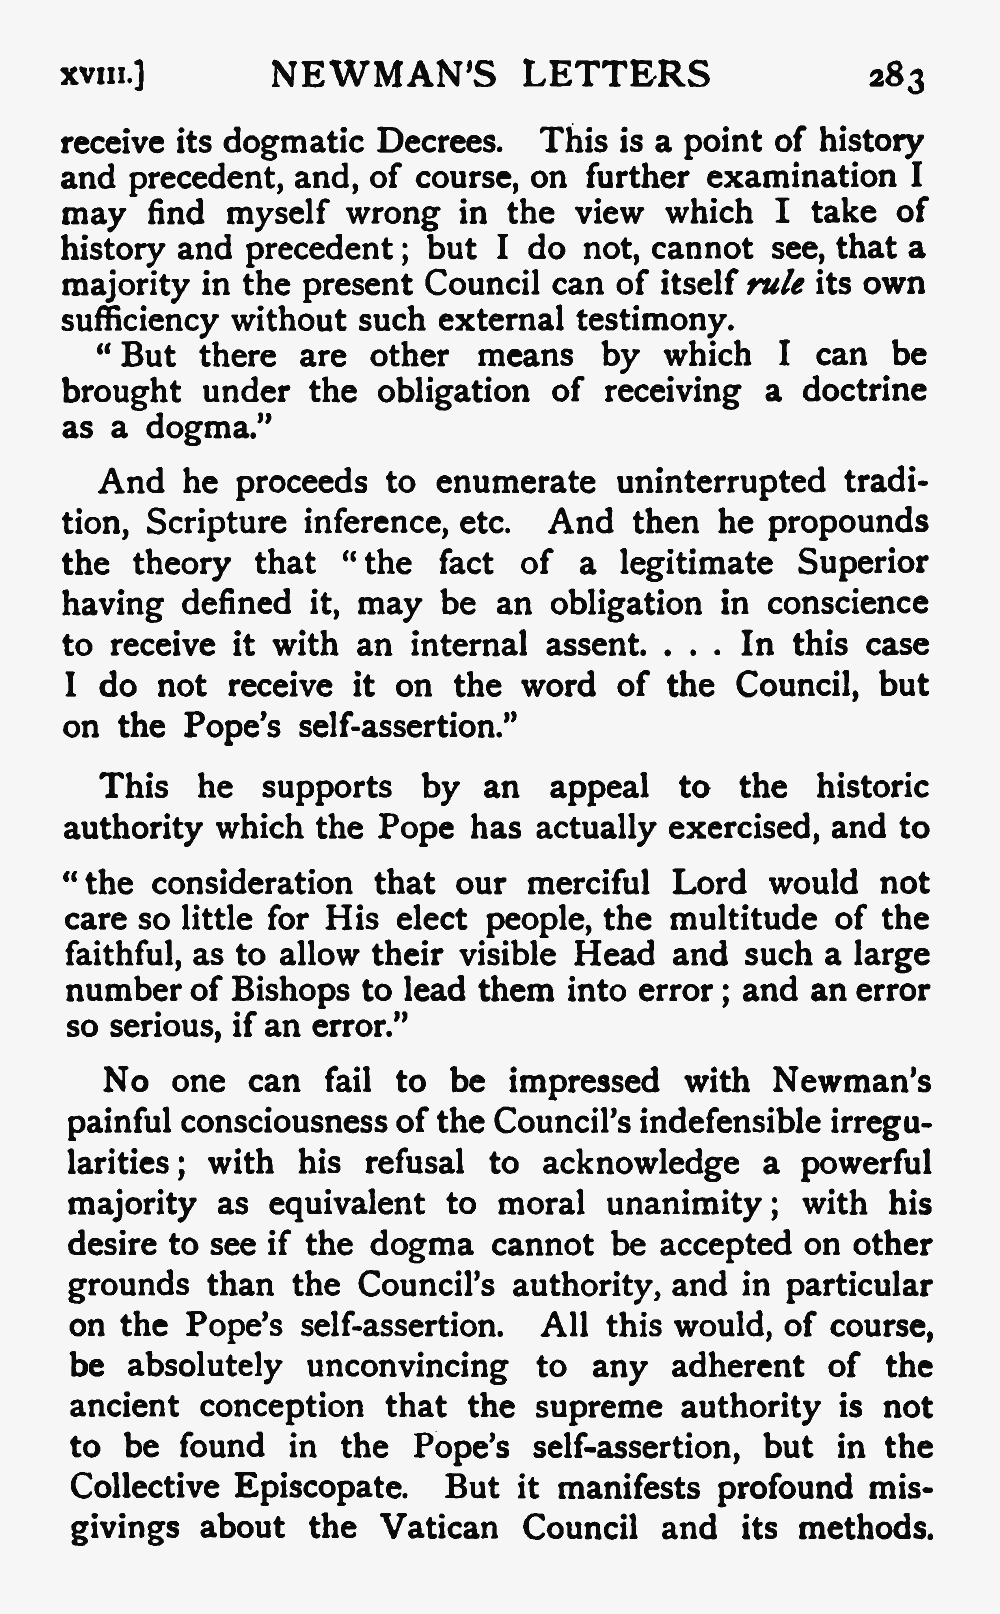 XVIII.] NEWMAN'S LETTERS 283
receive its dogmatic Decrees. This is a point of history
and precedent, and, of course, on further examination I
may find myself wrong in the view which I take of
history and precedent; but I do not, cannot see, that a
majority in the present Council can of itself rule its own
sufficiency without such external testimony.
“But there are other means by which I can be
brought under the obligation of receiving a doctrine
as a dogma.”
And he proceeds to enumerate uninterrupted tradi-
tion, Scripture inference, etc. And then he propounds
the theory that “the fact of a legitimate Superior
having defined it, may be an obligation in conscience
to receive it with an internal assent. . . . In this case
I do not receive it on the word of the Council, but
on the Pope's self-assertion.”
This he supports by an appeal to the historic
authority which the Pope has actually exercised, and to
“the consideration that our merciful Lord would not
care so little for His elect people, the multitude of the
faithful, as to allow their visible Head and such a large
number of Bishops to lead them into error; and an error
so serious, if an error.”
No one can fail to be impressed with Newman's
painful consciousness of the Council's indefensible irregu-
larities; with his refusal to acknowledge a powerful
majority as equivalent to moral unanimity; with his
desire to see if the dogma cannot be accepted on other
grounds than the Council's authority, and in particular
on the Pope's self-assertion. All this would, of course,
be absolutely unconvincing to any adherent of the
ancient conception that the supreme authority is not
to be found in the Pope's self-assertion, but in the
Collective Episcopate. But it manifests profound mis-
givings about the Vatican Council and its methods.